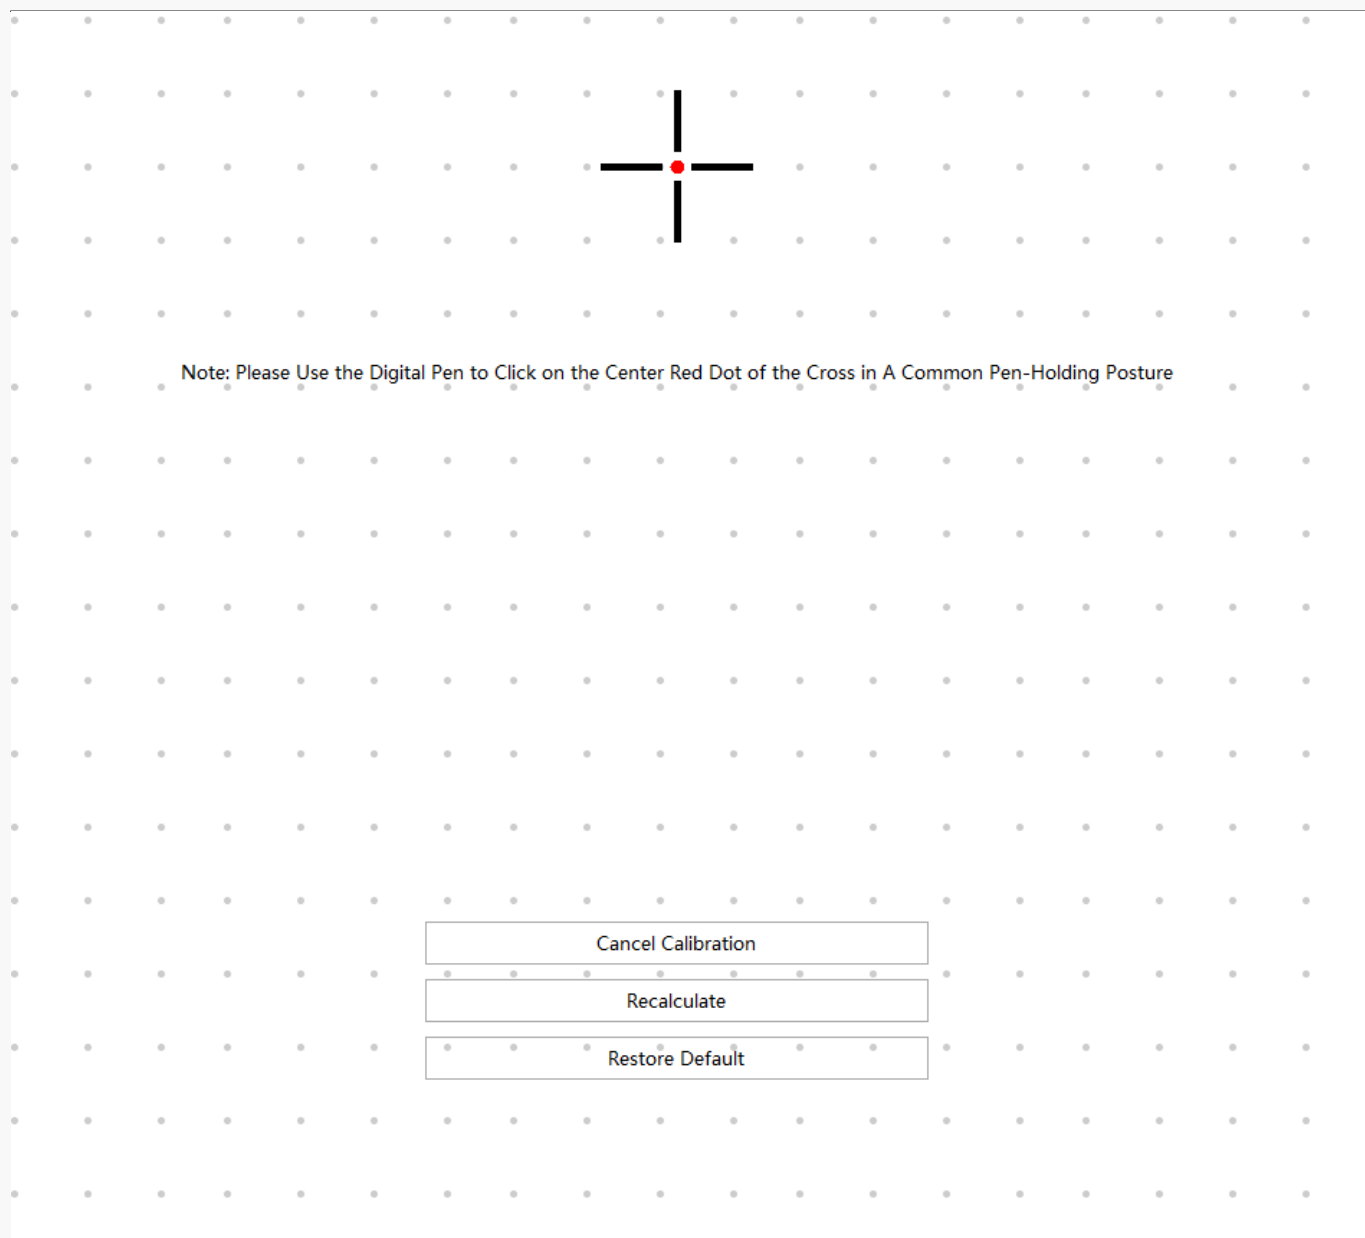 Note: Please Use the Digital Pen to Click on the Center Red Dot of the Cross in A Common Pen-Holding Posture
Cancel Calibration
Recalculate
Restore Default